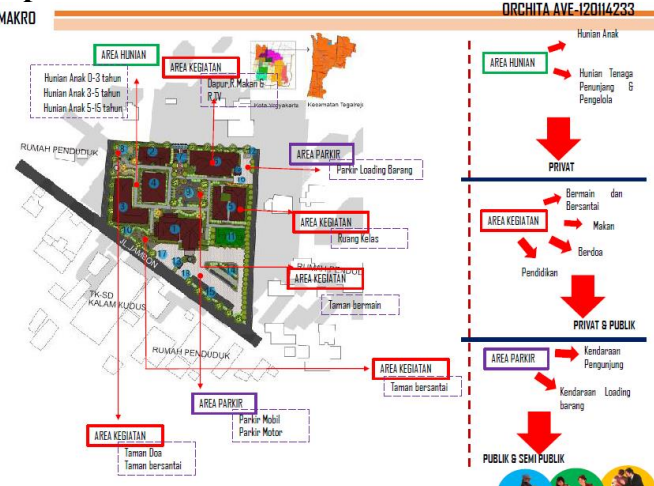 MAKRO
ORCHITA AVE-120114233
AREA HUNIAN
Hunian Anak 0-3 tahun
Hunian Anak 3-5 tahun
Hunian Anak 5-15 tahun
AREA KEGIATAN
Dapur,R.Makan &
R.TV
Kota Yogyakarta
Kecamatan Tegalrejo
RUMAH PENDUDUK
AREA PARKIR
Parkir Loading Barang
AREA KEGIATAN
Ruang Kelas
RUMAH PENDUDUK
AREA KEGIATAN
Taman bermain
JL.JAMBON
TK-SD
KALAM KUDUS
RUMAH PENDUDUK
AREA KEGIATAN
Taman bersantai
AREA PARKIR
Parkir Mobil
Parkir Motor
AREA KEGIATAN
Taman Doa
Taman bersantai
AREA HUNIAN
Hunian Anak
Hunian Tenaga
Penunjang &
Pengelola
PRIVAT
AREA KEGIATAN
Bermain dan
Bersantai
Makan
Berdoa
Pendidikan
PRIVAT & PUBLIK
AREA PARKIR
Kendaraan
Pengunjung
Kendaraan Loading
barang
PUBLIK & SEMI PUBLIK